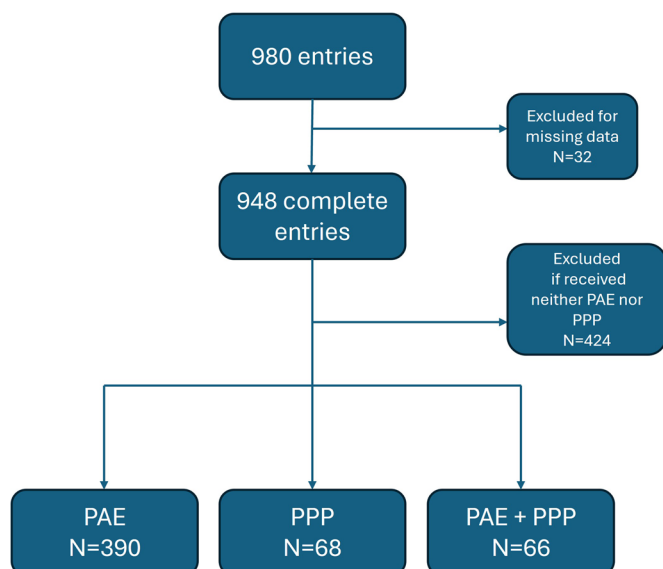 980 entries
Excluded for
missing data
N=32
948 complete
entries
Excluded
if received
neither PAE nor
PPP
N=424
PAE
N=390
PPP
N=68
PAE + PPP
N=66